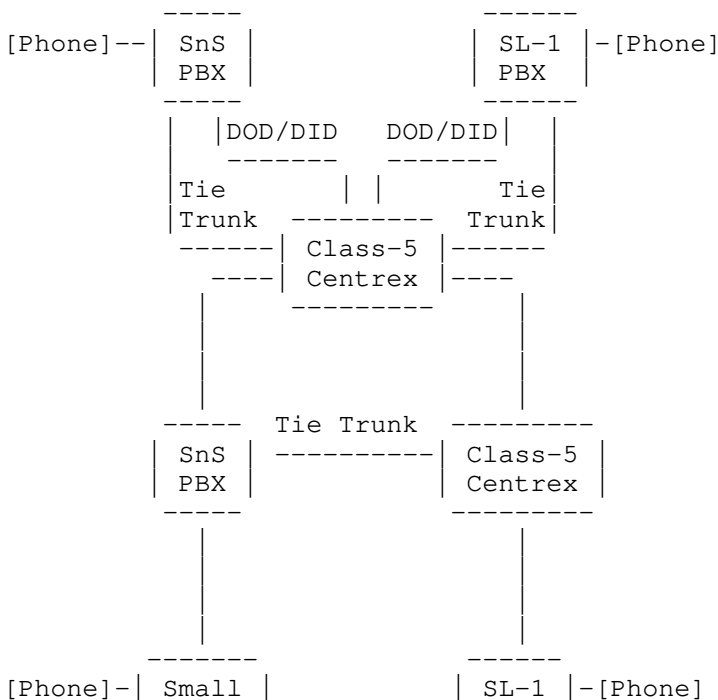 [Phone]--| SnS | | SL-1 |-[Phone]
| PBX | | PBX |
|DOD/DID DOD/DID|
|Tie | | Tie|
|Trunk Trunk|
| Class-5 |
| Centrex |
Tie Trunk
| SnS | ----------| Class-5 |
| PBX | | Centrex |
[Phone]-| Small | | SL-1 |-[Phone]